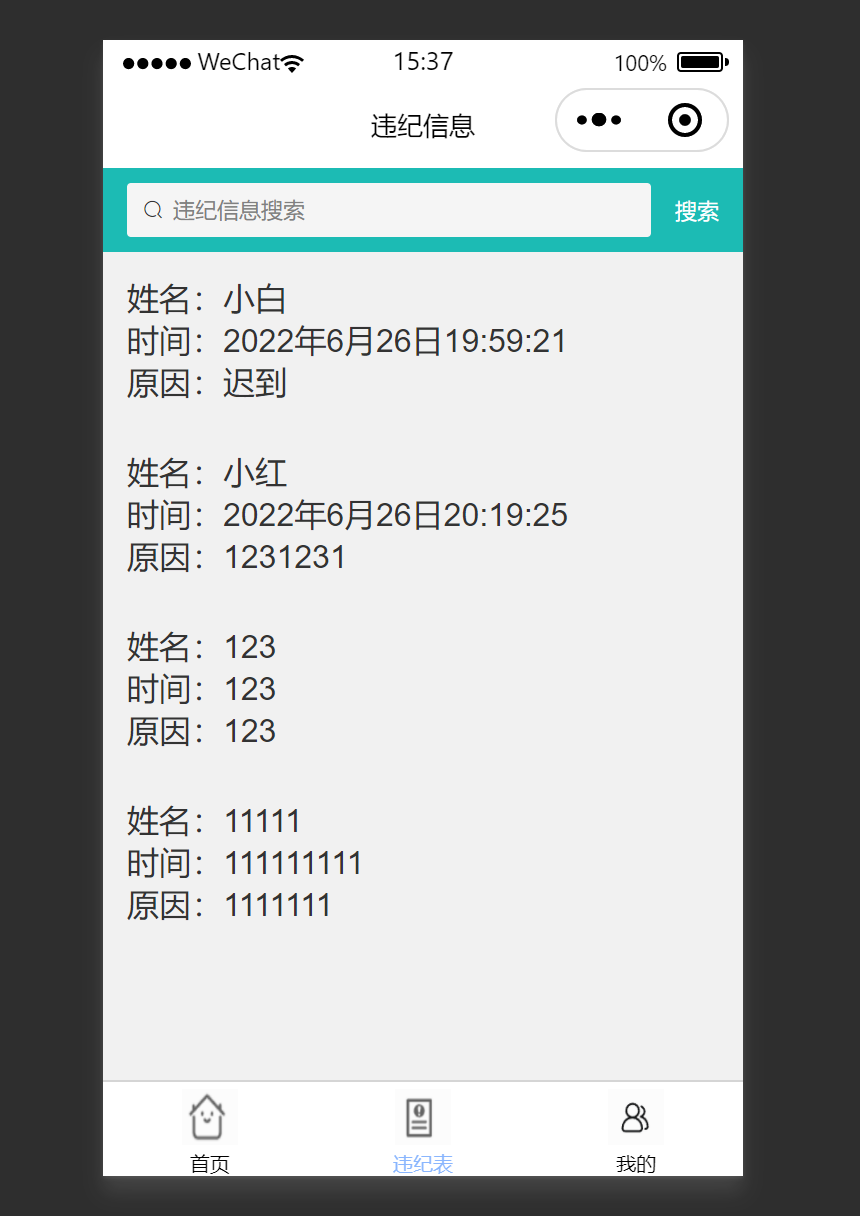 WeChat 15:37 100%
违纪信息
违纪信息搜索 搜索
姓名：小白
时间：2022年6月26日19:59:21
原因：迟到
姓名：小红
时间：2022年6月26日20:19:25
原因：1231231
姓名：123
时间：123
原因：123
姓名：11111
时间：111111111
原因：1111111
首页 违纪表 我的